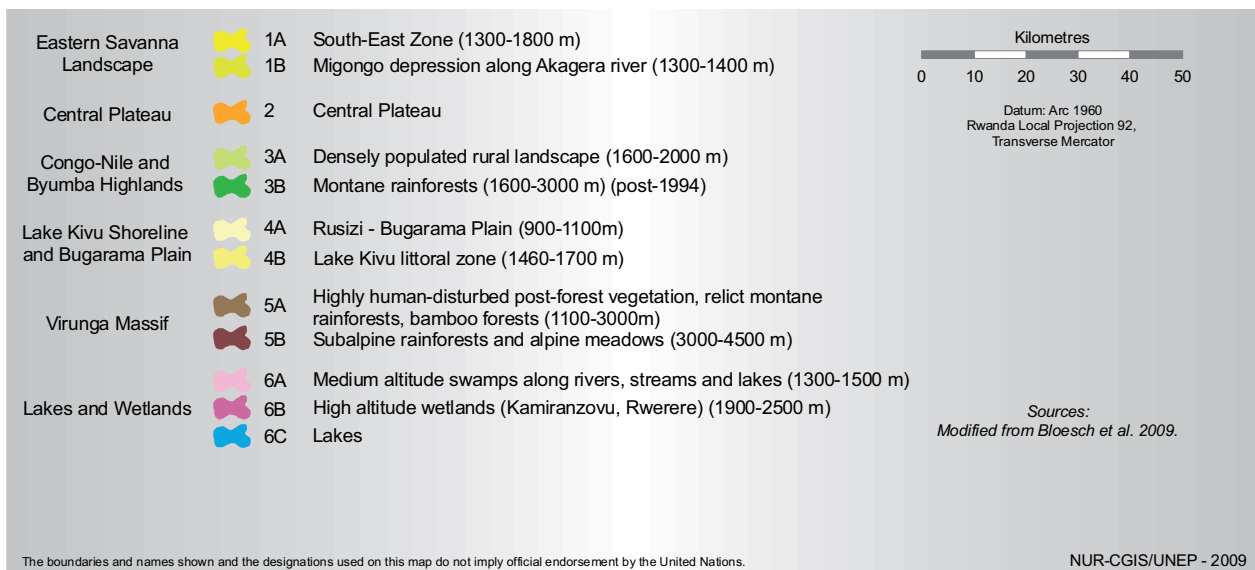 Eastern Savanna
Landscape
1A South-East Zone (1300-1800 m)
1B Migongo depression along Akagera river (1300-1400 m)
Central Plateau
2 Central Plateau
Congo-Nile and
Byumba Highlands
3A Densely populated rural landscape (1600-2000 m)
3B Montane rainforests (1600-3000 m) (post-1994)
Lake Kivu Shoreline
and Bugarama Plain
4A Rusizi - Bugarama Plain (900-1100m)
4B Lake Kivu littoral zone (1460-1700 m)
Virunga Massif
5A Highly human-disturbed post-forest vegetation, relict montane
rainforests, bamboo forests (1100-3000m)
5B Subalpine rainforests and alpine meadows (3000-4500 m)
Lakes and Wetlands
6A Medium altitude swamps along rivers, streams and lakes (1300-1500 m)
6B High altitude wetlands (Kamiranzovu, Rwerere) (1900-2500 m)
6C Lakes
Kilometres
0 10 20 30 40 50
Datum: Arc 1960
Rwanda Local Projection 92,
Transverse Mercator
Sources:
Modified from Bloesch et al. 2009.
The boundaries and names shown and the designations used on this map do not imply official endorsement by the United Nations.
NUR-CGIS/UNEP - 2009